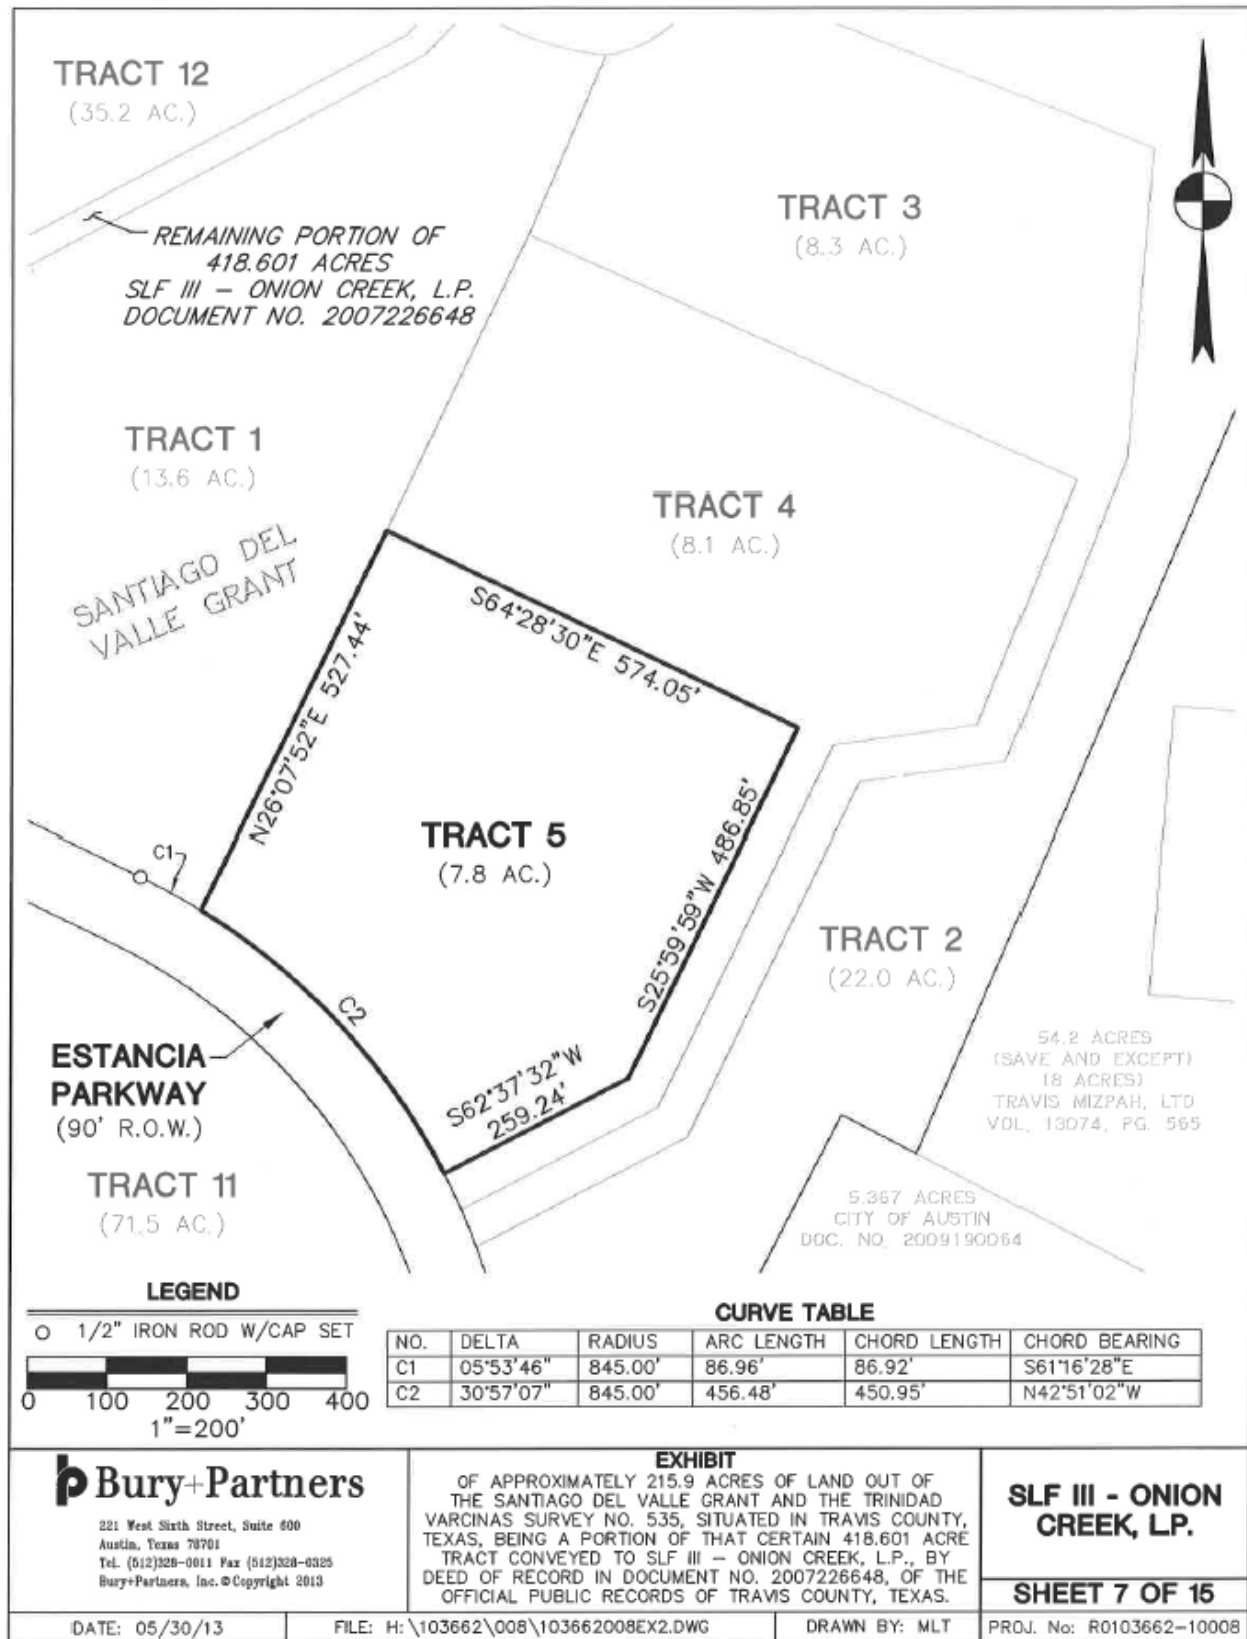 TRACT 12
(35.2 AC.)
REMAINING PORTION OF
418.601 ACRES
SLF III – ONION CREEK, L.P.
DOCUMENT NO. 2007226648
TRACT 3
(8.3 AC.)
TRACT 1
(13.6 AC.)
TRACT 4
(8.1 AC.)
SANTIAGO DEL
VALLE GRANT
S64°28'30"E 574.05'
N26°07'52"E 527.44'
TRACT 5
(7.8 AC.)
S25°59'59"W 486.85'
C1
C2
TRACT 2
(22.0 AC.)
ESTANCIA
PARKWAY
(90' R.O.W.)
S62°37'32"W
259.24'
54.2 ACRES
(SAVE AND EXCEPT)
(8 ACRES)
TRAVIS MIZPAH, LTD
VOL. 13074, PG. 565
TRACT 11
(71.5 AC.)
5.367 ACRES
CITY OF AUSTIN
DOC. NO. 2009190064
LEGEND
1/2" IRON ROD W/CAP SET
0 100 200 300 400
1"=200'
CURVE TABLE
NO. DELTA RADIUS ARC LENGTH CHORD LENGTH CHORD BEARING
C1 05°53'46" 845.00' 86.96' 86.92' S61°16'28"E
C2 30°57'07" 845.00' 456.48' 450.95' N42°51'02"W
Bury+Partners
221 West Sixth Street, Suite 600
Austin, Texas 78701
Tel. (512)328-0011 Fax (512)328-0325
Bury+Partners, Inc. © Copyright 2013
EXHIBIT
OF APPROXIMATELY 215.9 ACRES OF LAND OUT OF
THE SANTIAGO DEL VALLE GRANT AND THE TRINIDAD
VARCINAS SURVEY NO. 535, SITUATED IN TRAVIS COUNTY,
TEXAS, BEING A PORTION OF THAT CERTAIN 418.601 ACRE
TRACT CONVEYED TO SLF III – ONION CREEK, L.P., BY
DEED OF RECORD IN DOCUMENT NO. 2007226648, OF THE
OFFICIAL PUBLIC RECORDS OF TRAVIS COUNTY, TEXAS.
SLF III - ONION
CREEK, LP.
SHEET 7 OF 15
DATE: 05/30/13 FILE: H:\103662\008\103662008EX2.DWG DRAWN BY: MLT PROJ. No: R0103662-10008